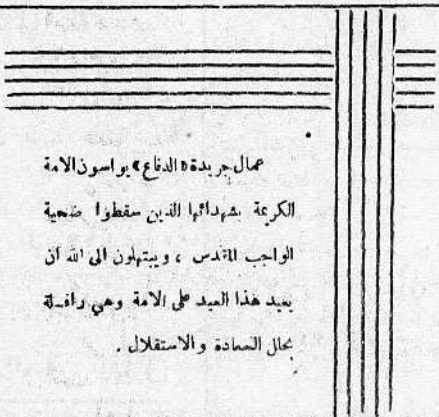 عمال جريدة «الدفاع» يواسون الامة
الكريمة بشهدائها الذين سقطوا ضحية
الواجب المقدس ، ويبتهلون الى الله ان
يعيد هذا العيد على الامة وهي رافلة
بحلل السعادة والاستقلال .